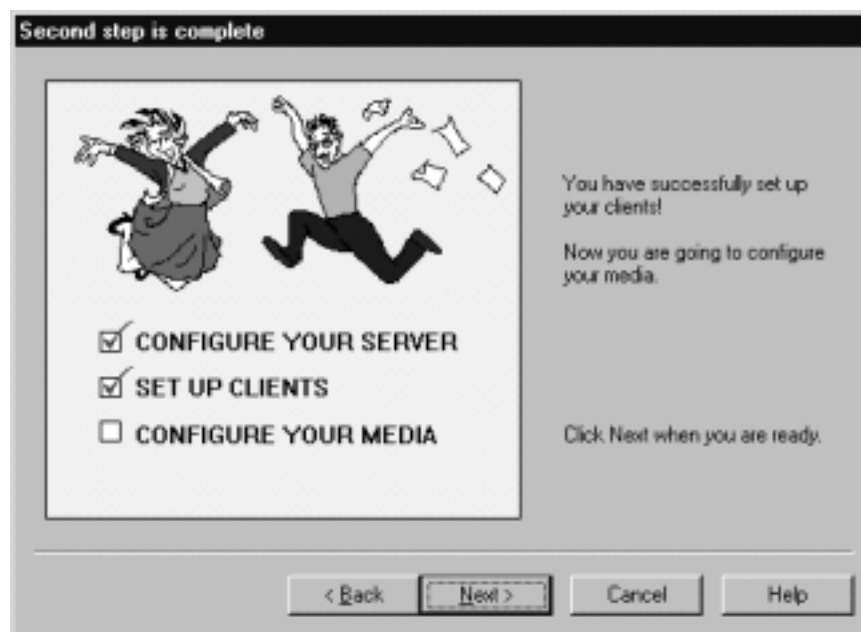 Second step is complete
You have successfully set up
your clients!
Now you are going to configure
your media.
CONFIGURE YOUR SERVER
SET UP CLIENTS
CONFIGURE YOUR MEDIA
Click Next when you are ready.
< Back
Next >
Cancel
Help